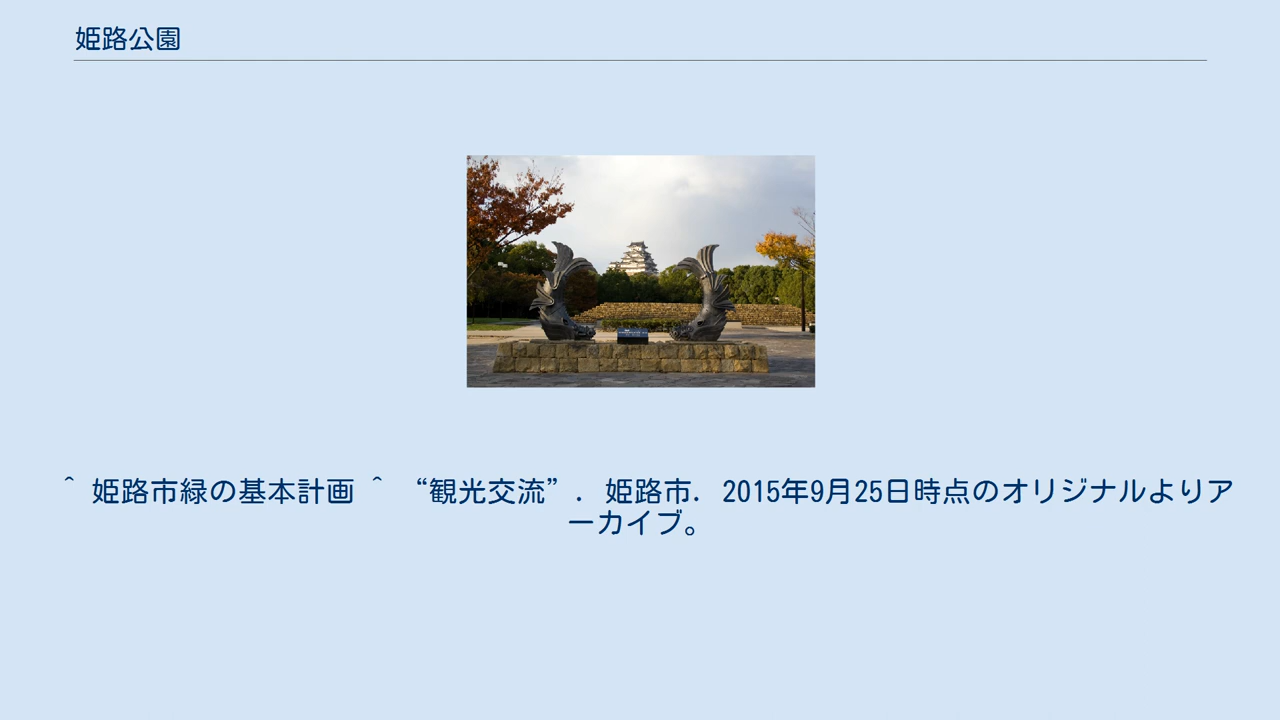 姫路公園
^ 姫路市緑の基本計画 ^ “観光交流”. 姫路市. 2015年9月25日時点のオリジナルよりア
ーカイブ。